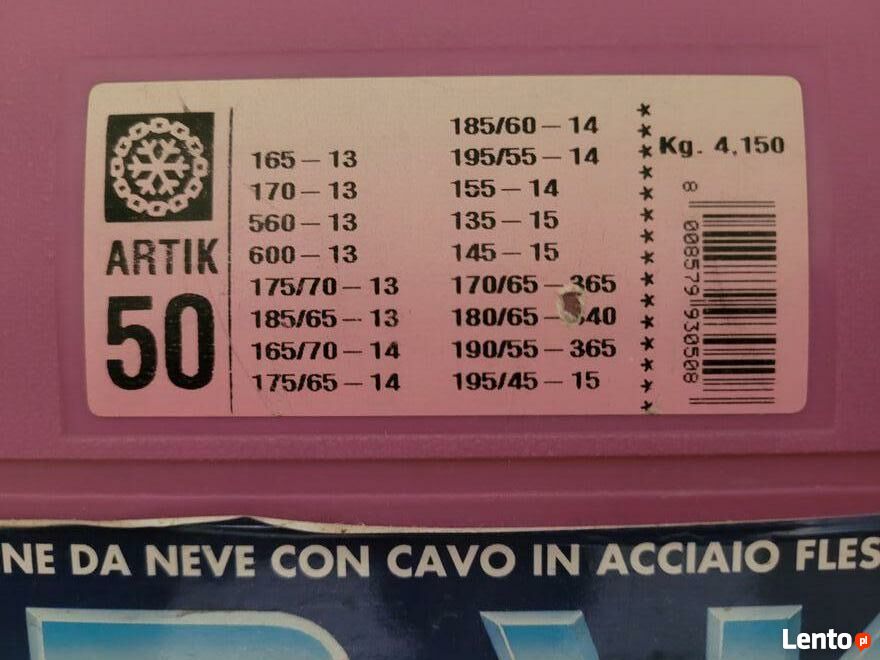 ARTIK
50
165 - 13
170 - 13
560 - 13
600 - 13
175/70 - 13
185/65 - 13
165/70 - 14
175/65 - 14
185/60 - 14
195/55 - 14
155 - 14
135 - 15
145 - 15
170/65 - 365
180/65 - 
190/55 - 365
195/45 - 15
Kg. 4,150
8 008579 930508
NE DA NEVE CON CAVO IN ACCIAIO FLES
Lento pl